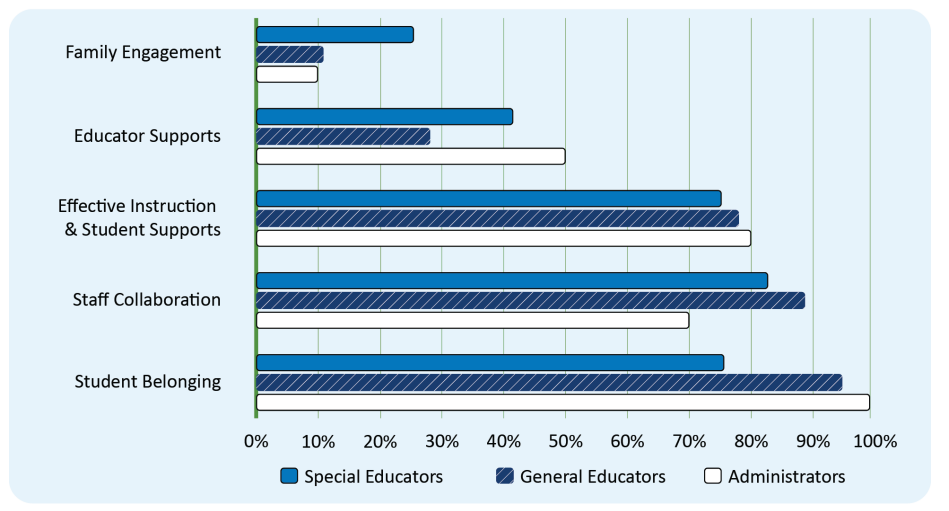 Family Engagement
Educator Supports
Effective Instruction
& Student Supports
Staff Collaboration
Student Belonging
0% 10% 20% 30% 40% 50% 60% 70% 80% 90% 100%
Special Educators General Educators Administrators